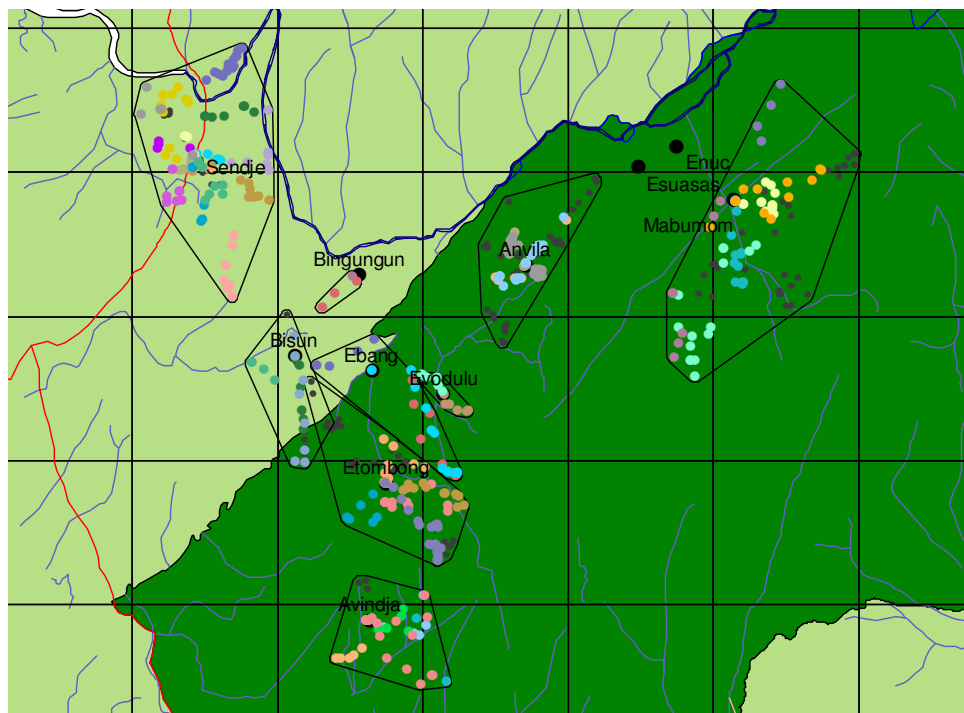 Enuc
Sendje
Esuasas
Mabumom
Anvila
Bingungun
Bisun
Ebang
Evodulu
Etombong
Avindja